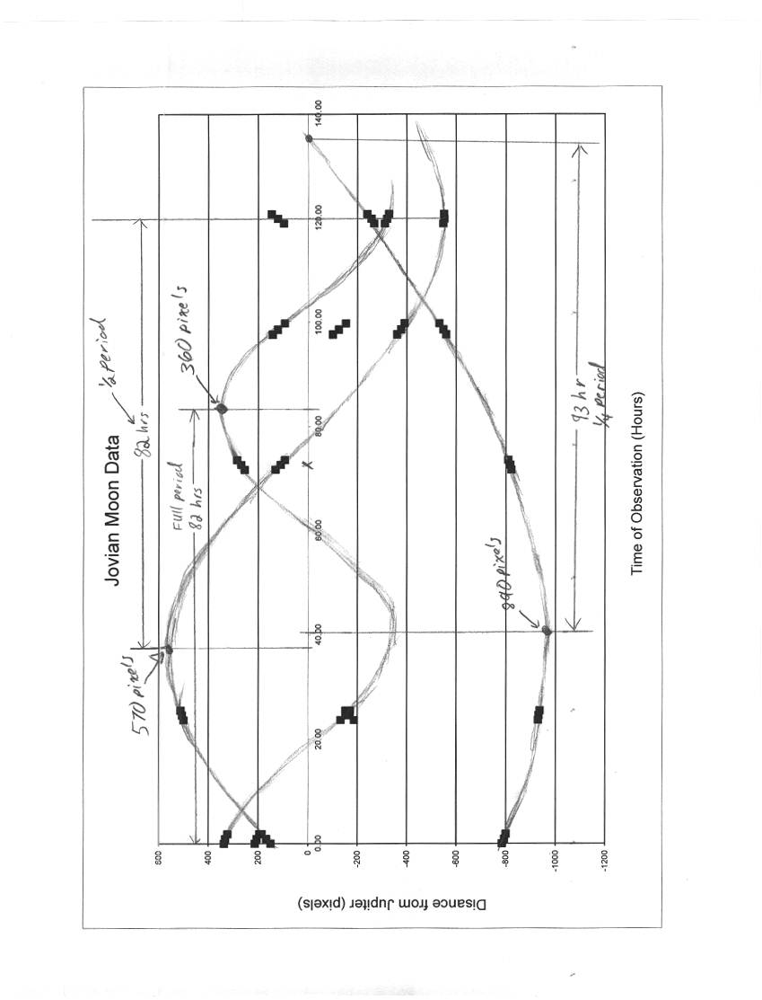 Jovian Moon Data
½ period
82 hrs
Full period
82 hrs
360 pixels
570 pixels
890 pixels
93 hr
¼ period
x
600
400
200
0
-200
-400
-600
-800
-1000
-1200
0.00
20.00
40.00
60.00
80.00
100.00
120.00
140.00
Disance from Jupiter (pixels)
Time of Observation (Hours)